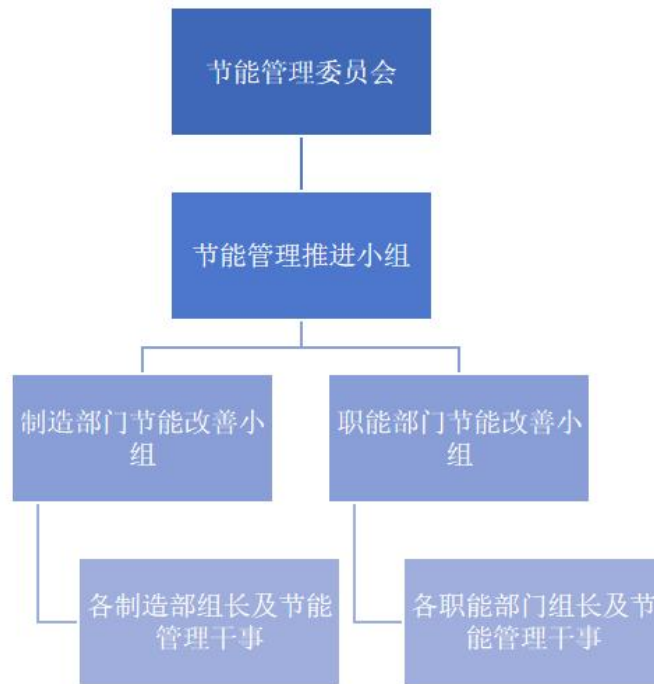 节能管理委员会
节能管理推进小组
制造部门节能改善小
组
职能部门节能改善小
组
各制造部组长及节能
管理干事
各职能部门组长及节
能管理干事